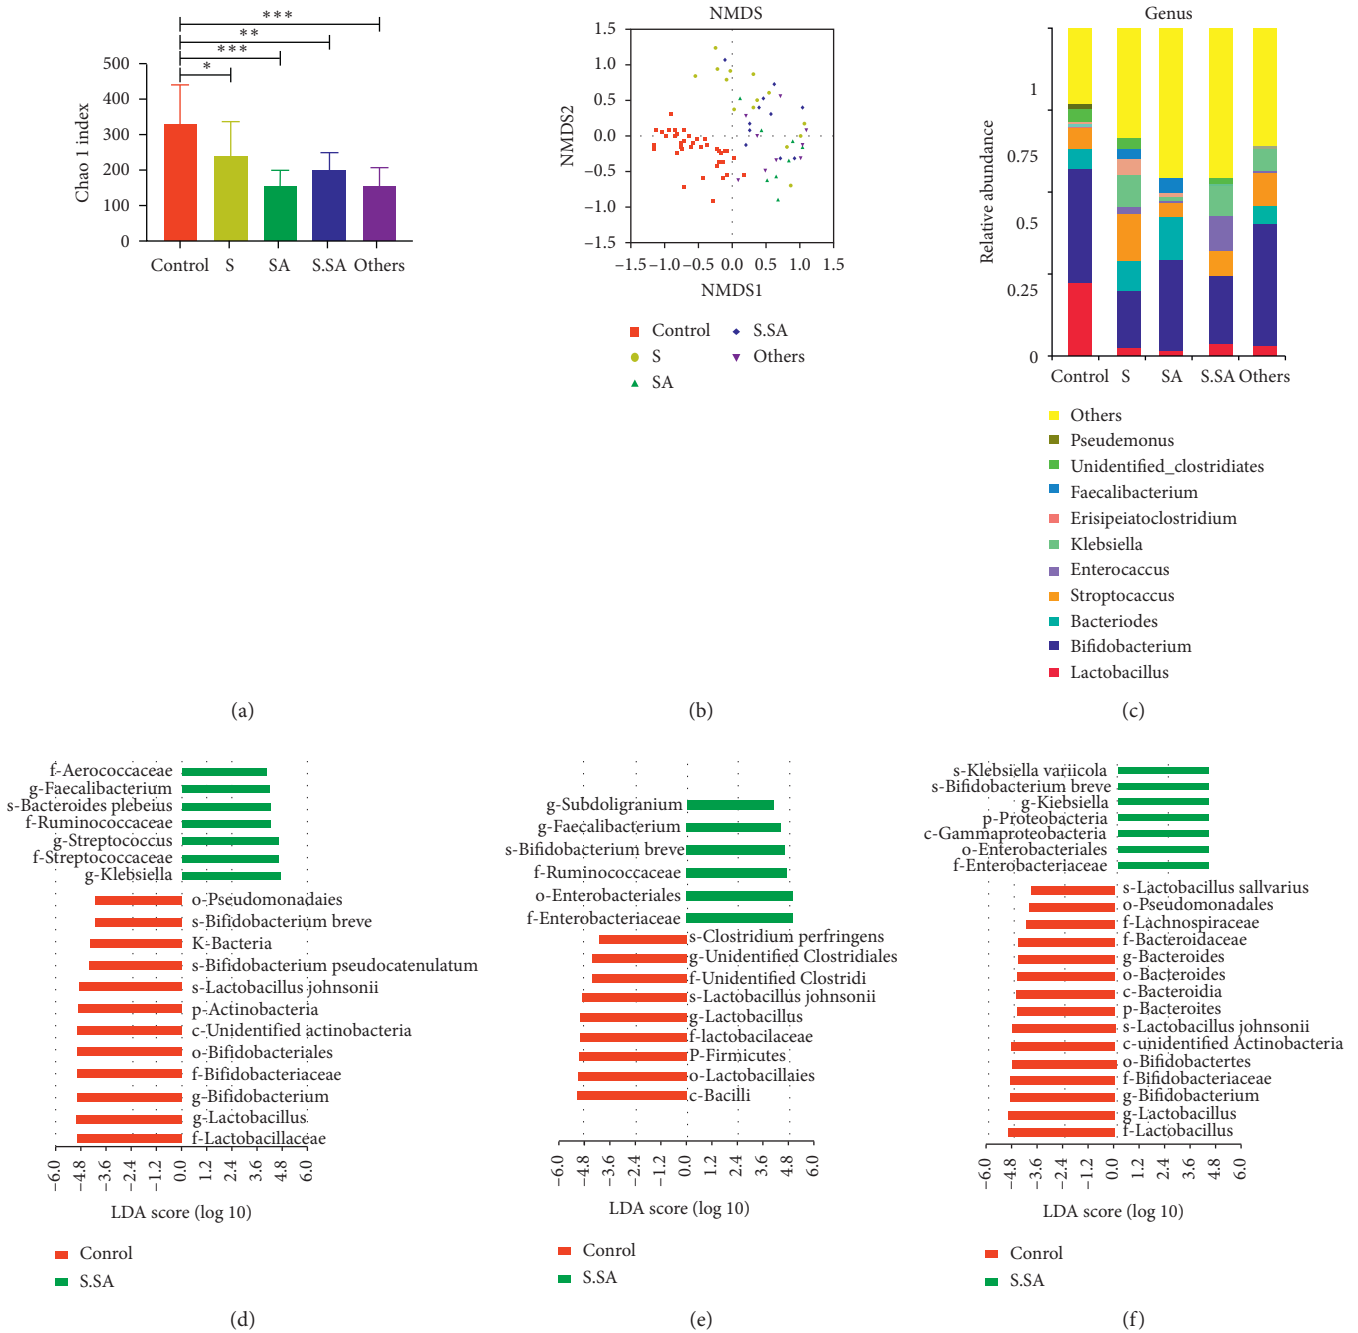 ***
**
***
*
500
400
300
200
100
0
Chao 1 index
Control S SA S.SA Others
(a)
NMDS
1.5
1.0
0.5
0.0
−0.5
−1.0
−1.5
NMDS2
−1.5 −1.0 −0.5 0.0 0.5 1.0 1.5
NMDS1
Control
S
SA
S.SA
Others
(b)
Genus
1
0.75
0.5
0.25
0
Relative abundance
Control S SA S.SA Others
Others
Pseudemonus
Unidentified_clostridiates
Faecalibacterium
Erisipeiatoclostridium
Klebsiella
Enterocaccus
Stroptocaccus
Bacteriodes
Bifidobacterium
Lactobacillus
(c)
f-Aerococcaceae
g-Faecalibacterium
s-Bacteroides plebeius
f-Ruminococcaceae
g-Streptococcus
f-Streptococcaceae
g-Klebsiella
o-Pseudomonadaies
s-Bifidobacterium breve
K-Bacteria
s-Bifidobacterium pseudocatenulatum
s-Lactobacillus johnsonii
p-Actinobacteria
c-Unidentified actinobacteria
o-Bifidobacteriales
f-Bifidobacteriaceae
g-Bifidobacterium
g-Lactobacillus
f-Lactobacillaceae
−6.0 −4.8 −3.6 −2.4 −1.2 0.0 1.2 2.4 3.6 4.8 6.0
LDA score (log 10)
Conrol
S.SA
(d)
g-Subdoligranium
g-Faecalibacterium
s-Bifidobacterium breve
f-Ruminococcaceae
o-Enterobacteriales
f-Enterobacteriaceae
s-Clostridium perfringens
g-Unidentified Clostridiales
f-Unidentified Clostridi
s-Lactobacillus johnsonii
g-Lactobacillus
f-lactobacilaceae
P-Firmicutes
o-Lactobacillaies
c-Bacilli
−6.0 −4.8 −3.6 −2.4 −1.2 0.0 1.2 2.4 3.6 4.8 6.0
LDA score (log 10)
Conrol
S.SA
(e)
s-Klebsiella variicola
s-Bifidobacterium breve
g-Kiebsiella
p-Proteobacteria
c-Gammaproteobacteria
o-Enterobacteriales
f-Enterobacteriaceae
s-Lactobacillus sallvarius
o-Pseudomonadales
f-Lachnospiraceae
f-Bacteroidaceae
g-Bacteroides
o-Bacteroides
c-Bacteroidia
p-Bacteroites
s-Lactobacillus johnsonii
c-unidentified Actinobacteria
o-Bifidobactertes
f-Bifidobacteriaceae
g-Bifidobacterium
g-Lactobacillus
f-Lactobacillus
−6.0 −4.8 −3.6 −2.4 −1.2 0.0 1.2 2.4 3.6 4.8 6.0
LDA score (log 10)
Conrol
S.SA
(f)